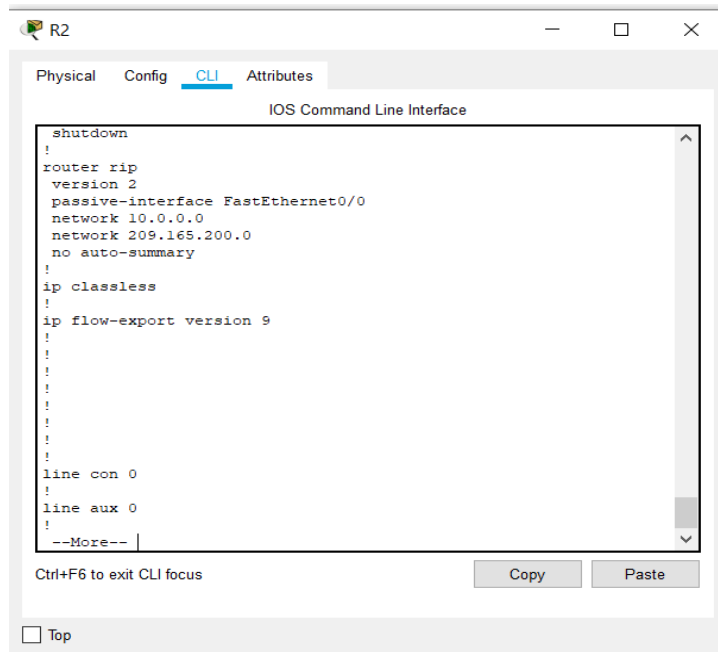 R2
Physical Config CLI Attributes
IOS Command Line Interface
shutdown
!
router rip
version 2
passive-interface FastEthernet0/0
network 10.0.0.0
network 209.165.200.0
no auto-summary
!
ip classless
!
ip flow-export version 9
!
!
!
!
!
!
!
!
line con 0
!
line aux 0
!
--More--
Ctrl+F6 to exit CLI focus
Copy Paste
Top